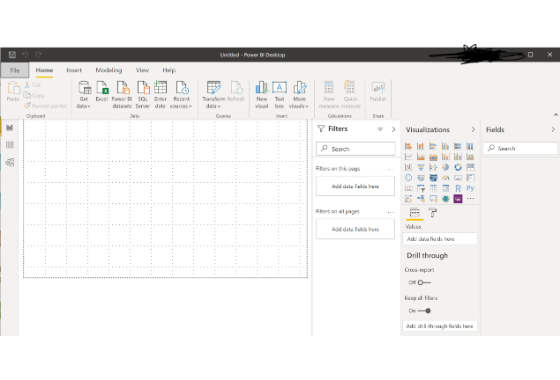 Untitled - Power BI Desktop
File Home Insert Modeling View Help
Paste Cut Copy Format painter
Get data Excel Power BI datasets SQL Server Enter data Recent sources
Transform data Refresh
New visual Text box More visuals
New measure Quick measure
Publish
Clipboard Data Queries Insert Calculations Share
Filters
Search
Filters on this page ...
Add data fields here
Filters on all pages ...
Add data fields here
Visualizations
R Py
...
Values
Add data fields here
Drill through
Cross-report
Off
Keep all filters
On
Add drill-through fields here
Fields
Search